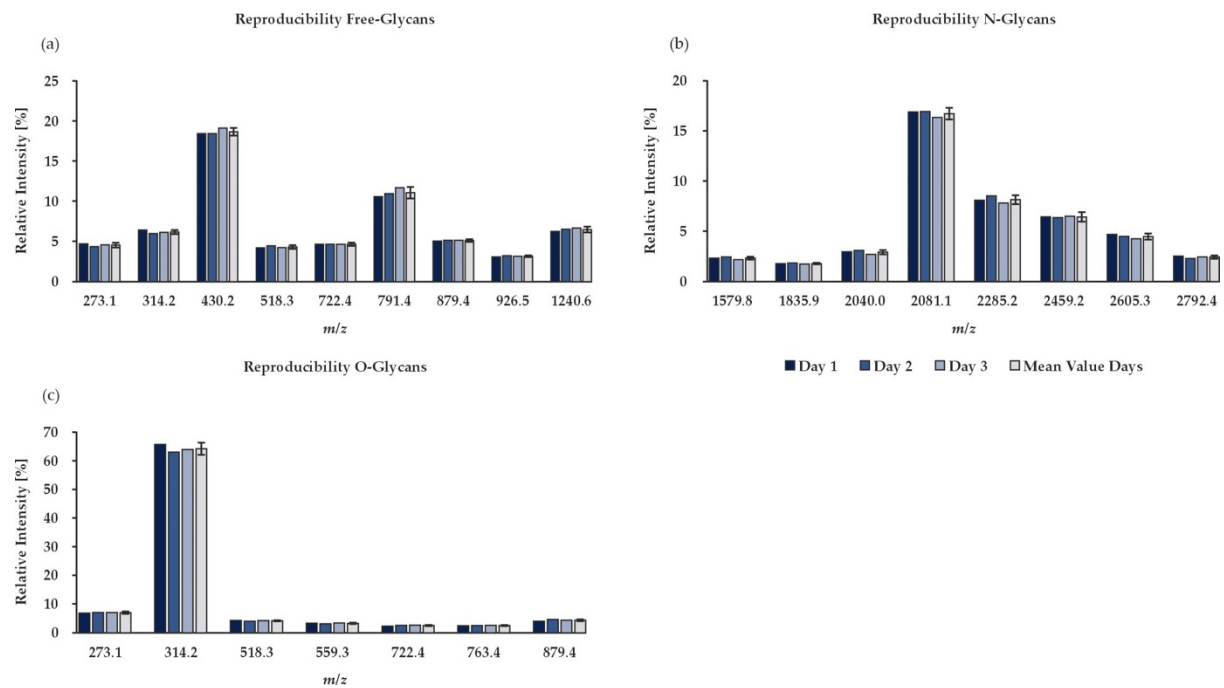 Reproducibility Free-Glycans
(a)
Relative Intensity [%]
25
20
15
10
5
0
273.1 314.2 430.2 518.3 722.4 791.4 879.4 926.5 1240.6
m/z
Reproducibility N-Glycans
(b)
Relative Intensity [%]
20
15
10
5
0
1579.8 1835.9 2040.0 2081.1 2285.2 2459.2 2605.3 2792.4
m/z
Day 1 Day 2 Day 3 Mean Value Days
Reproducibility O-Glycans
(c)
Relative Intensity [%]
70
60
50
40
30
20
10
0
273.1 314.2 518.3 559.3 722.4 763.4 879.4
m/z